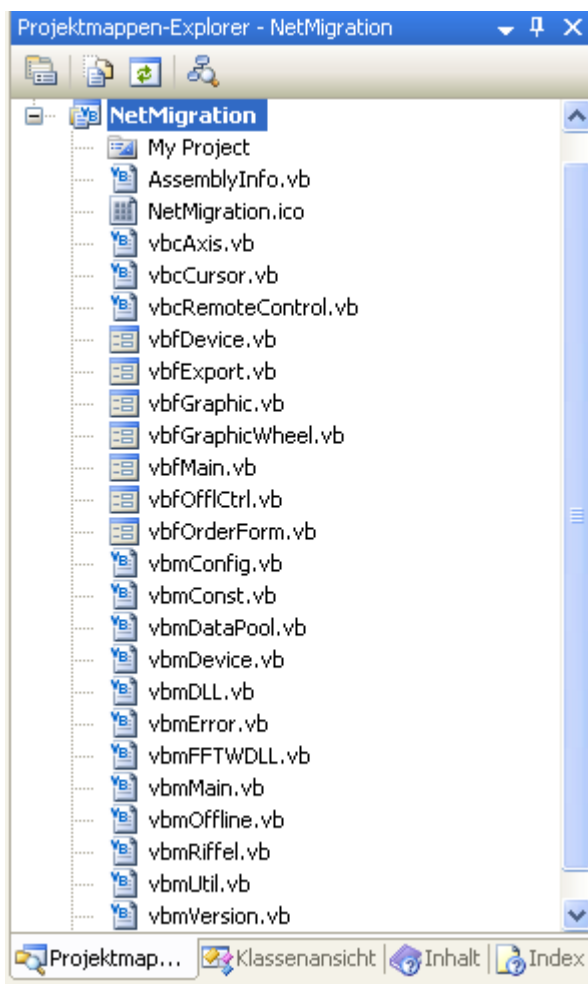 Projektmappen-Explorer - NetMigration
NetMigration
My Project
AssemblyInfo.vb
NetMigration.ico
vbcAxis.vb
vbcCursor.vb
vbcRemoteControl.vb
vbfDevice.vb
vbfExport.vb
vbfGraphic.vb
vbfGraphicWheel.vb
vbfMain.vb
vbfOfflCtrl.vb
vbfOrderForm.vb
vbmConfig.vb
vbmConst.vb
vbmDataPool.vb
vbmDevice.vb
vbmDLL.vb
vbmError.vb
vbmFFTWDLL.vb
vbmMain.vb
vbmOffline.vb
vbmRiffel.vb
vbmUtil.vb
vbmVersion.vb
Projektmap... Klassenansicht Inhalt Index